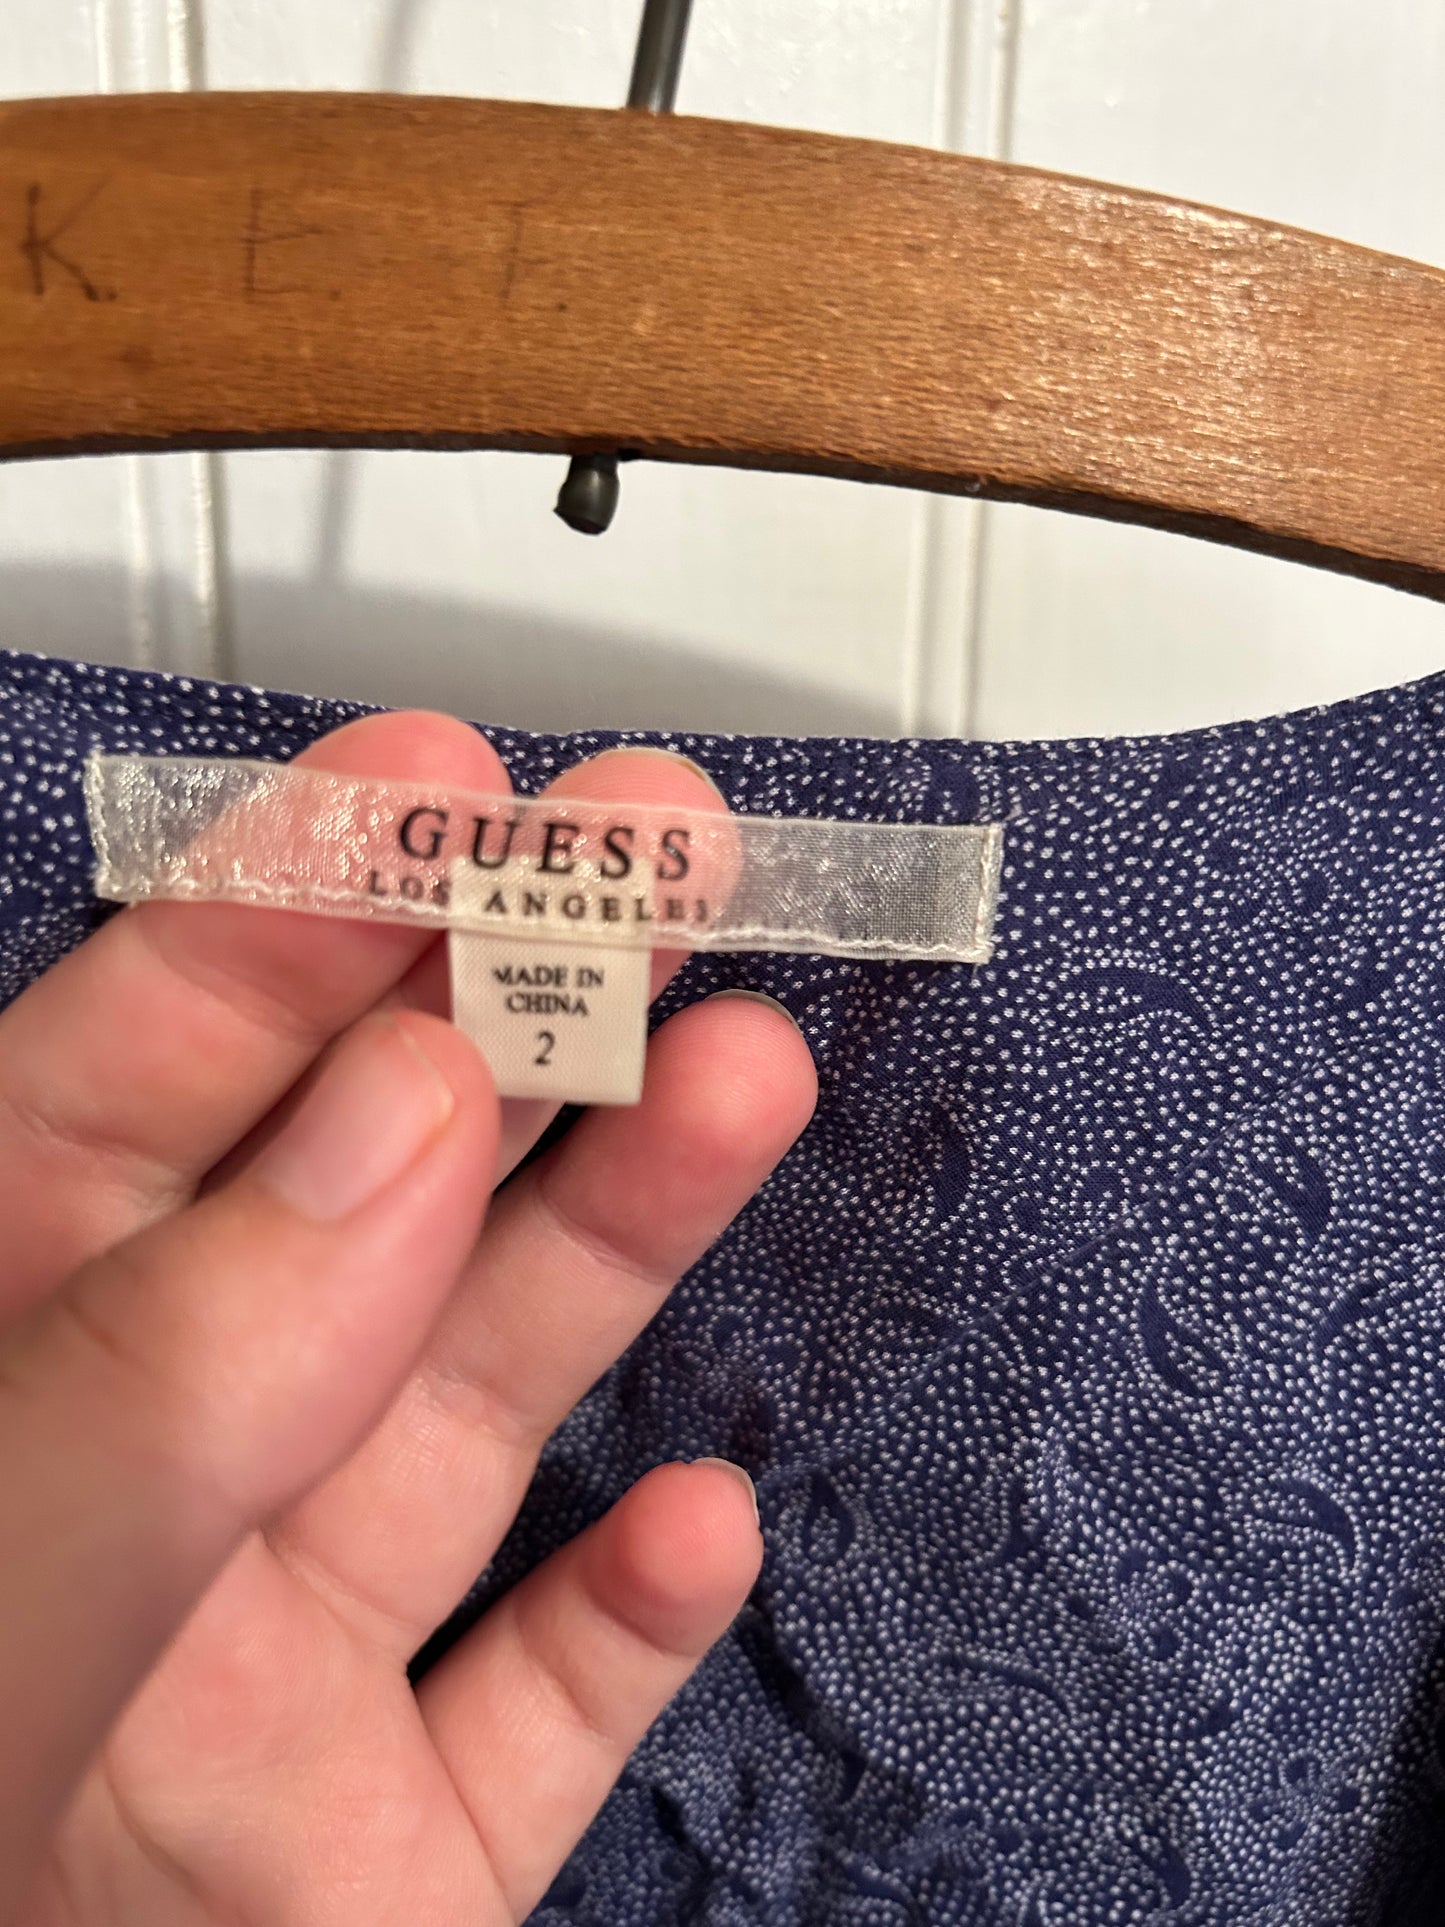 K. E. T.
GUESS
LOS ANGELES
MADE IN
CHINA
2